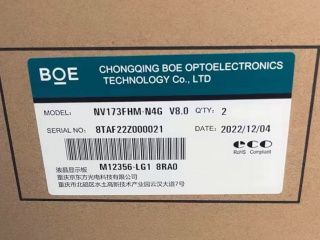 BOE CHONGQING BOE OPTOELECTRONICS
TECHNOLOGY Co., LTD
MODEL: NV173FHM-N4G V8.0 Q'TY: 2
SERIAL NO: 8TAF22Z000021 DATE: 2022/12/04
M12356-LG1 8RA0
eco
RoHS Compliant
液晶显示板
重庆京东方光电科技有限公司
重庆市北碚区水土高新技术产业园云汉大道7号